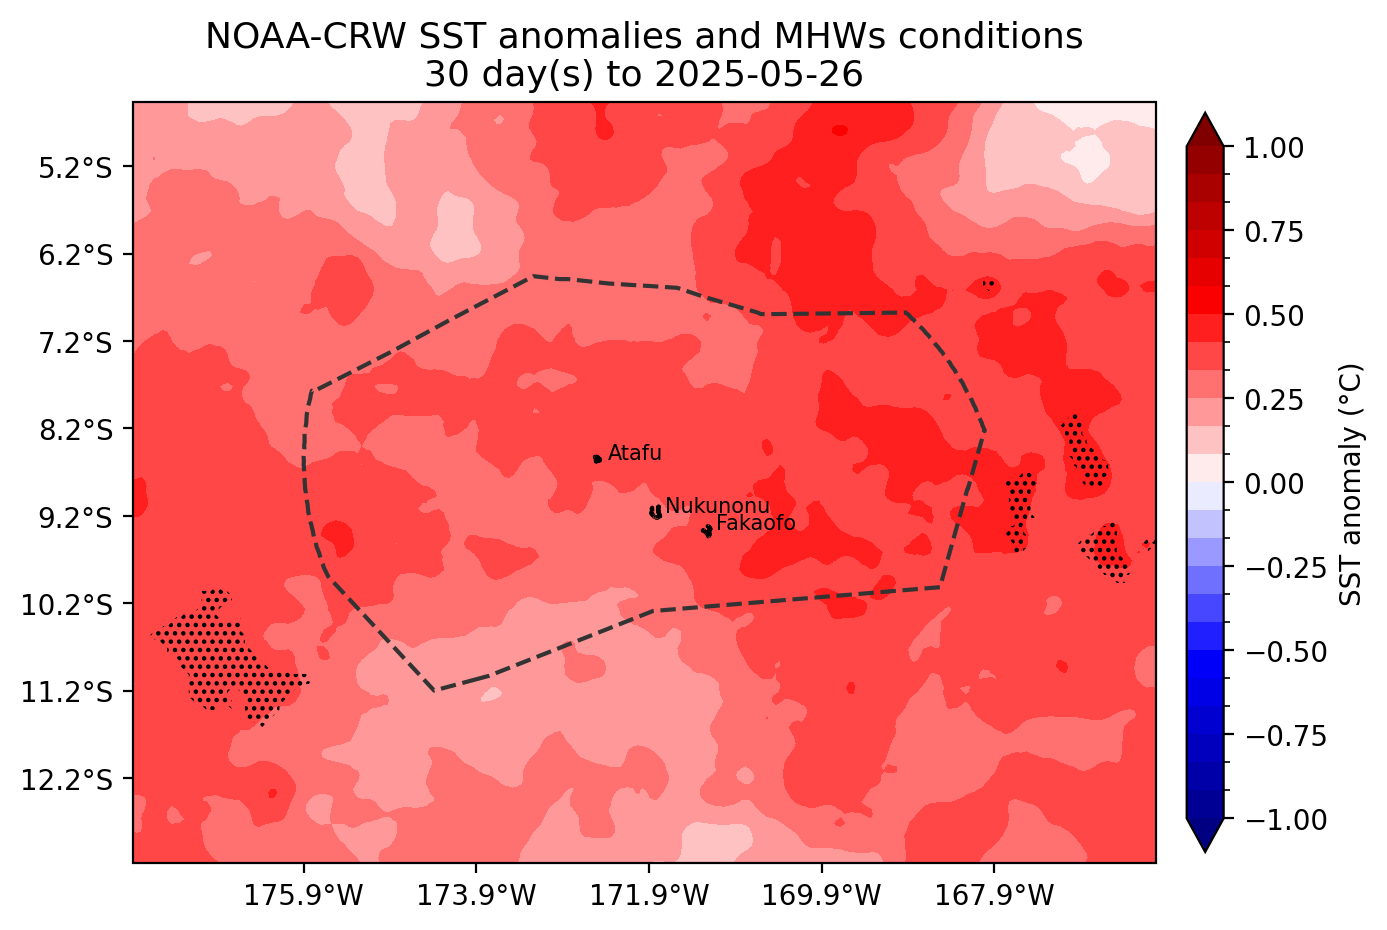 NOAA-CRW SST anomalies and MHWs conditions
30 day(s) to 2025-05-26
5.2°S
6.2°S
7.2°S
8.2°S
9.2°S
10.2°S
11.2°S
12.2°S
175.9°W
173.9°W
171.9°W
169.9°W
167.9°W
Atafu
Nukunonu
Fakaofo
1.00
0.75
0.50
0.25
0.00
−0.25
−0.50
−0.75
−1.00
SST anomaly (°C)